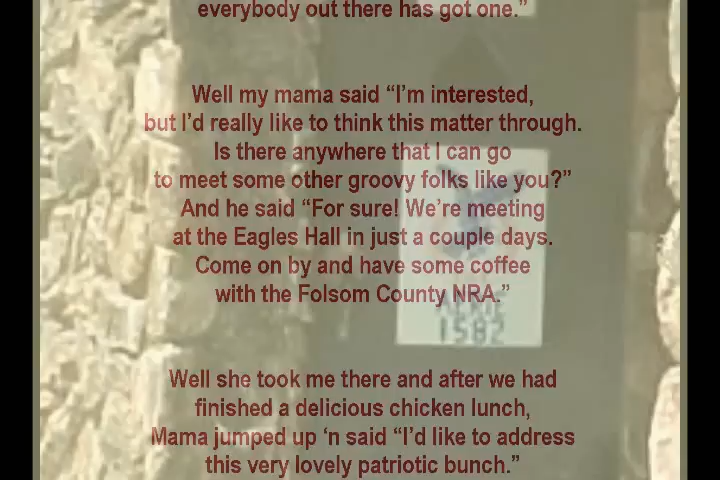 everybody out there has got one.”
Well my mama said “I’m interested,
but I’d really like to think this matter through.
Is there anywhere that I can go
to meet some other groovy folks like you?”
And he said “For sure! We’re meeting
at the Eagles Hall in just a couple days.
Come on by and have some coffee
with the Folsom County NRA.”
1582
Well she took me there and after we had
finished a delicious chicken lunch,
Mama jumped up ‘n said “I’d like to address
this very lovely patriotic bunch.”